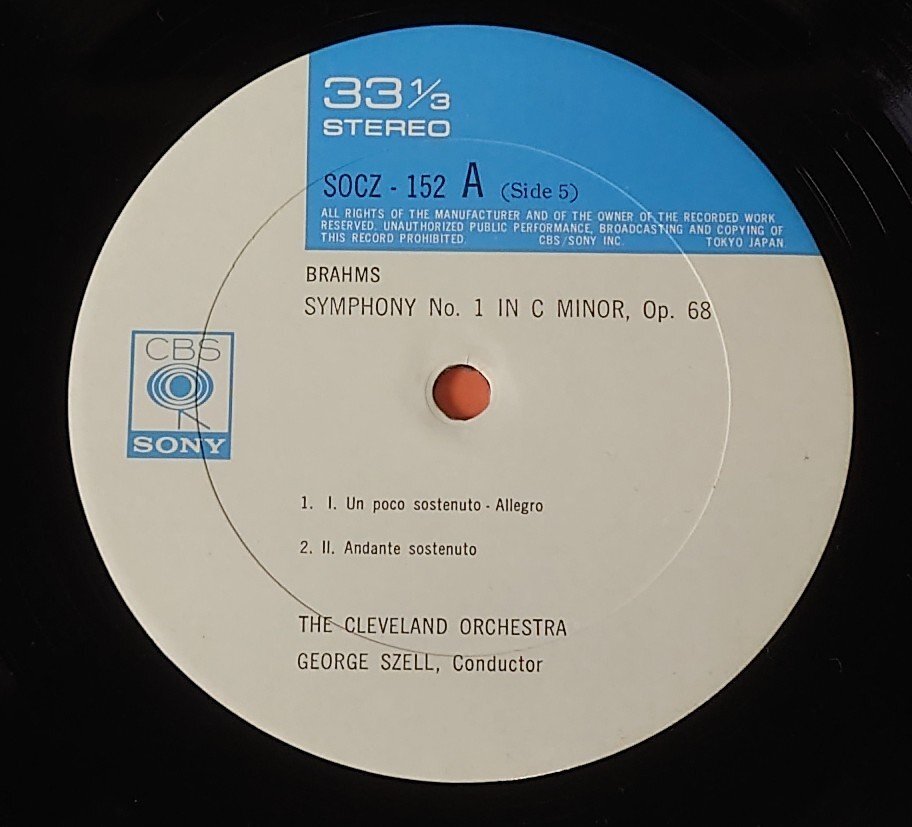 33⅓
STEREO
SOCZ - 152 A (Side 5)
ALL RIGHTS OF THE MANUFACTURER AND OF THE OWNER OF THE RECORDED WORK
RESERVED. UNAUTHORIZED PUBLIC PERFORMANCE, BROADCASTING AND COPYING OF
THIS RECORD PROHIBITED. CBS/SONY INC. TOKYO JAPAN
BRAHMS
SYMPHONY No. 1 IN C MINOR, Op. 68
CBS
SONY
1. I. Un poco sostenuto - Allegro
2. II. Andante sostenuto
THE CLEVELAND ORCHESTRA
GEORGE SZELL, Conductor